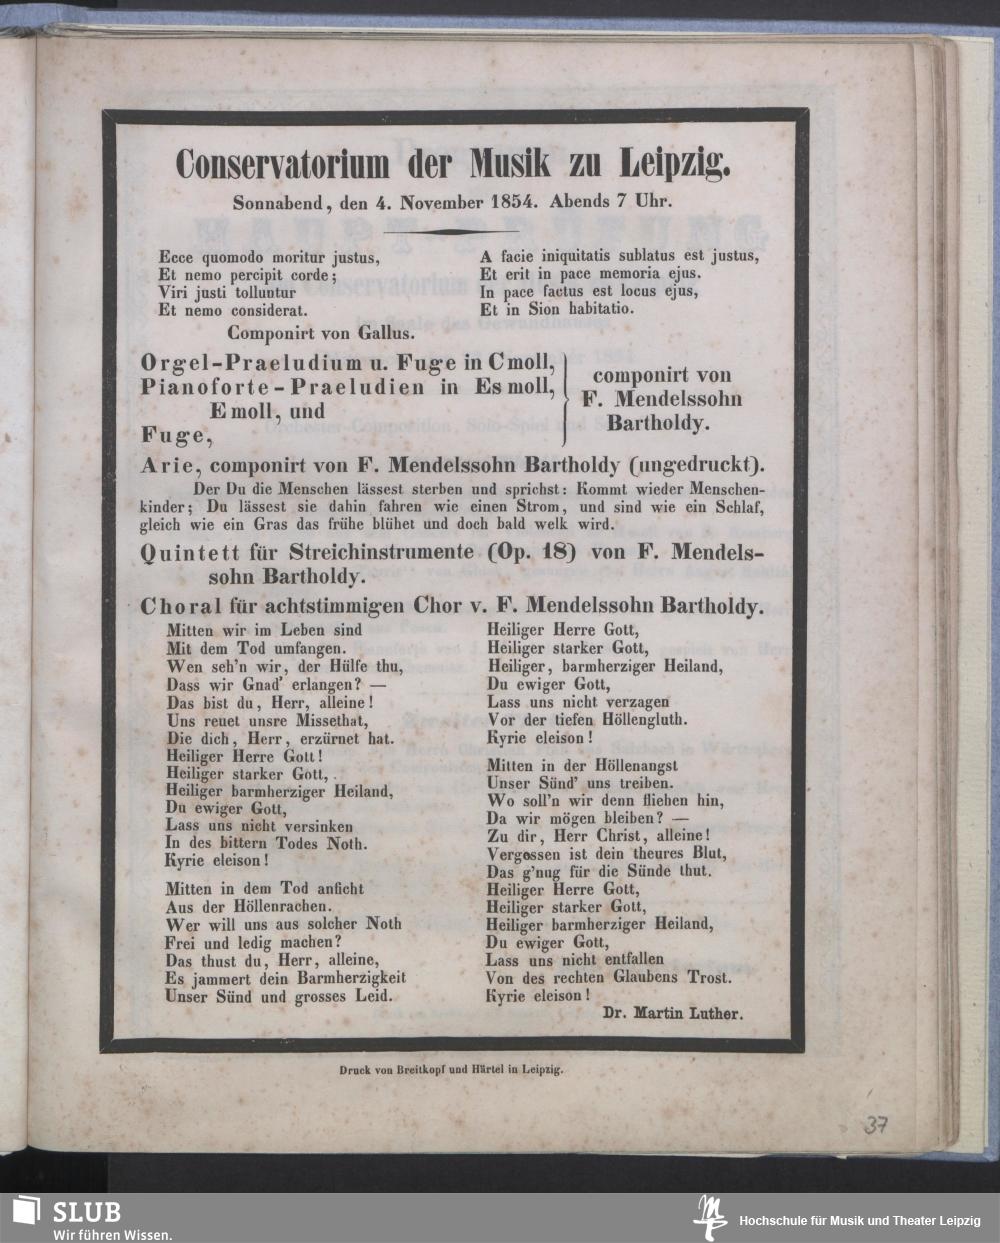 Conservatorium der Musik zu Leipzig.
Sonnabend, den 4. November 1854. Abends 7 Uhr.
Ecce quomodo moritur justus,
Et nemo percipit corde;
Viri justi tolluntur
Et nemo considerat.
A facie iniquitatis sublatus est justus,
Et erit in pace memoria ejus.
In pace factus est locus ejus,
Et in Sion habitatio.
Componirt von Gallus.
Orgel-Praeludium u. Fuge in C moll,
Pianoforte-Praeludien in Es moll,
E moll, und
Fuge,
componirt von
F. Mendelssohn
Bartholdy.
Arie, componirt von F. Mendelssohn Bartholdy (ungedruckt).
Der Du die Menschen lässest sterben und sprichst: Kommt wieder Menschen-
kinder; Du lässest sie dahin fahren wie einen Strom, und sind wie ein Schlaf,
gleich wie ein Gras das frühe blühet und doch bald welk wird.
Quintett für Streichinstrumente (Op. 18) von F. Mendels-
sohn Bartholdy.
Choral für achtstimmigen Chor v. F. Mendelssohn Bartholdy.
Mitten wir im Leben sind
Mit dem Tod umfangen.
Wen seh'n wir, der Hülfe thu,
Dass wir Gnad' erlangen? —
Das bist du, Herr, alleine!
Uns reuet unsre Missethat,
Die dich, Herr, erzürnet hat.
Heiliger Herre Gott!
Heiliger starker Gott,
Heiliger barmherziger Heiland,
Du ewiger Gott,
Lass uns nicht versinken
In des bittern Todes Noth.
Kyrie eleison!
Mitten in dem Tod anficht
Aus der Höllenrachen.
Wer will uns aus solcher Noth
Frei und ledig machen?
Das thust du, Herr, alleine,
Es jammert dein Barmherzigkeit
Unser Sünd und grosses Leid.
Heiliger Herre Gott,
Heiliger starker Gott,
Heiliger, barmherziger Heiland,
Du ewiger Gott,
Lass uns nicht verzagen
Vor der tiefen Höllengluth.
Kyrie eleison!
Mitten in der Höllenangst
Unser Sünd' uns treiben.
Wo soll'n wir denn fliehen hin,
Da wir mögen bleiben? —
Zu dir, Herr Christ, alleine!
Vergossen ist dein theures Blut,
Das g'nug für die Sünde thut.
Heiliger Herre Gott,
Heiliger starker Gott,
Heiliger barmherziger Heiland,
Du ewiger Gott,
Lass uns nicht entfallen
Von des rechten Glaubens Trost.
Kyrie eleison!
Dr. Martin Luther.
Druck von Breitkopf und Härtel in Leipzig.
37
SLUB
Wir führen Wissen.
Hochschule für Musik und Theater Leipzig